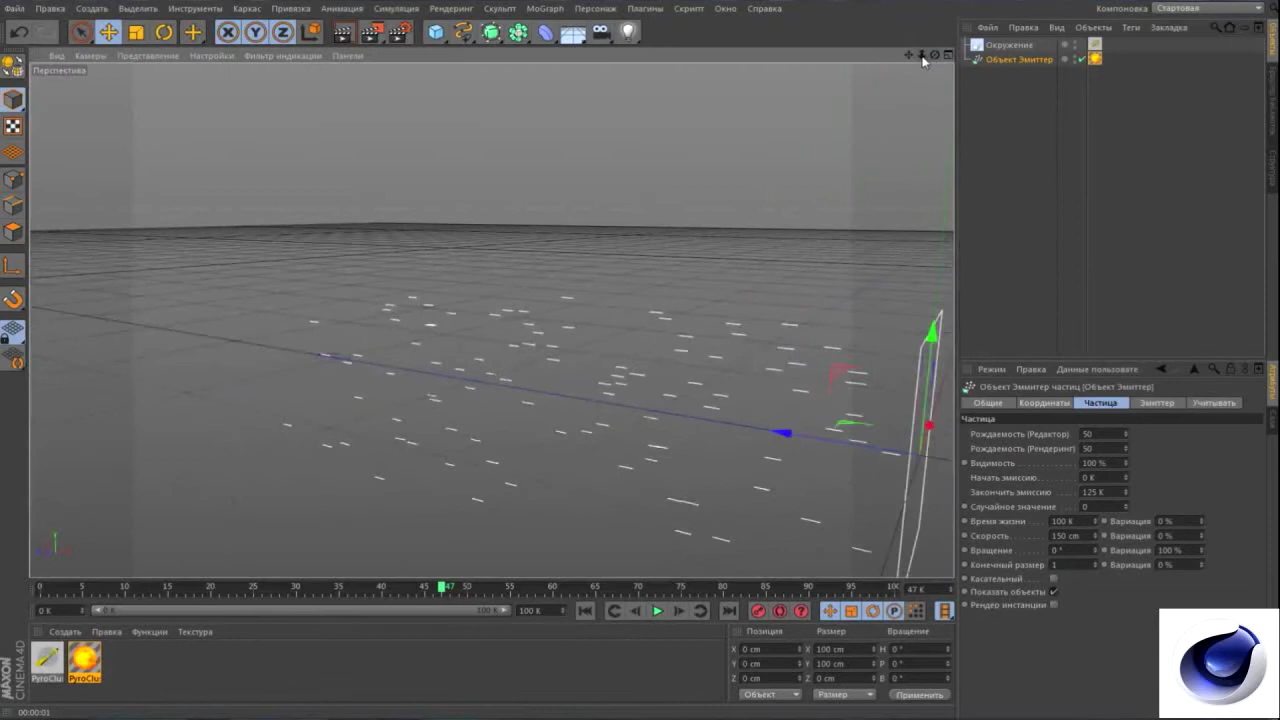 Файл Правка Создать Выделить Инструменты Каркас Привязка Анимация Симуляция Рендеринг Скульпт MoGraph Персонаж Плагины Скрипт Окно Справка Компоновка Стартовая
Вид Камеры Представление Настройки Фильтр индикации Панели
Перспектива
Файл Правка Вид Объекты Теги Закладка
Окружения
Объект Эмиттер
Режим Правка Данные пользовате
Объект Эммиттер частиц [Объект Эмиттер]
Общие Координаты Частица Эмиттер Учитывать
Частица
Рождаемость (Редактор) 50
Рождаемость (Рендеринг) 50
Видимость 100 %
Начать эмиссию 0 K
Закончить эмиссию 125 K
Случайное значение 0
Время жизни 100 K Вариация 0 %
Скорость 150 cm Вариация 0 %
Вращение 0 ° Вариация 100 %
Конечный размер 1 Вариация 0 %
Касательный
Показать объекты
Рендер инстанции
0 5 10 15 20 25 30 35 40 47 50 55 60 65 70 75 80 85 90 95 100 47 K
0 K 0 K 100 K 100 K
Создать Правка Функции Текстура
PyroClu PyroClu
Позиция Размер Вращение
X 0 cm X 100 cm H 0 °
Y 0 cm Y 100 cm P 0 °
Z 0 cm Z 0 cm B 0 °
Объект Размер Применить
MAXON CINEMA 4D
00:00:01